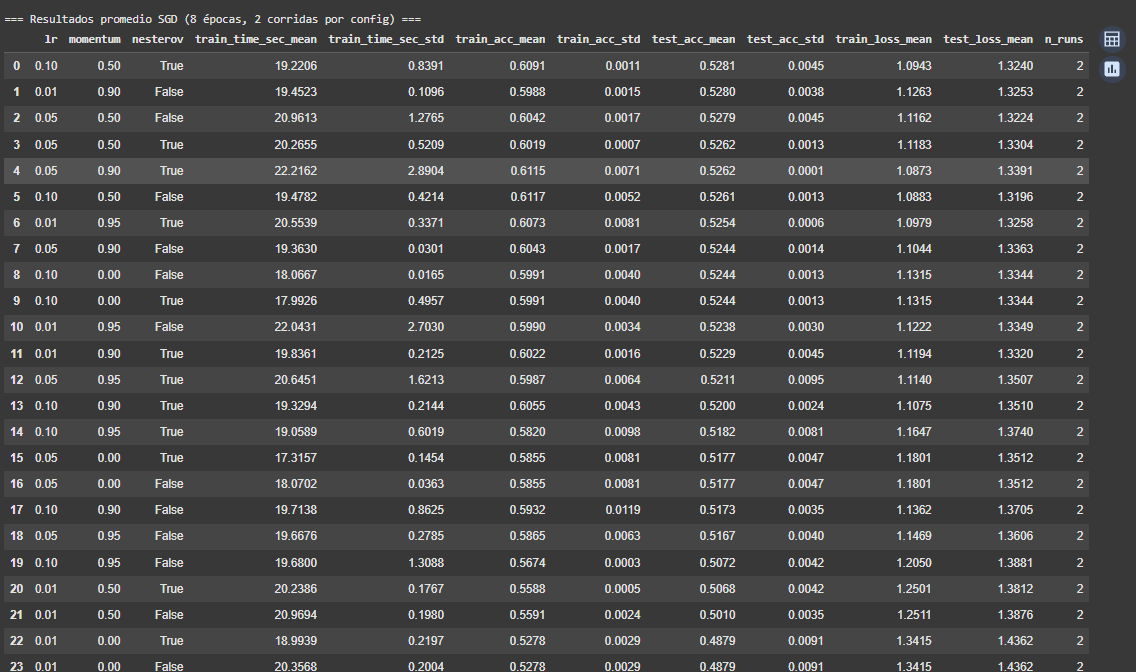 === Resultados promedio SGD (8 épocas, 2 corridas por config) ===
lr momentum nesterov train_time_sec_mean train_time_sec_std train_acc_mean train_acc_std test_acc_mean test_acc_std train_loss_mean test_loss_mean n_runs
0 0.10 0.50 True 19.2206 0.8391 0.6091 0.0011 0.5281 0.0045 1.0943 1.3240 2
1 0.01 0.90 False 19.4523 0.1096 0.5988 0.0015 0.5280 0.0038 1.1263 1.3253 2
2 0.05 0.50 False 20.9613 1.2765 0.6042 0.0017 0.5279 0.0045 1.1162 1.3224 2
3 0.05 0.50 True 20.2655 0.5209 0.6019 0.0007 0.5262 0.0013 1.1183 1.3304 2
4 0.05 0.90 True 22.2162 2.8904 0.6115 0.0071 0.5262 0.0001 1.0873 1.3391 2
5 0.10 0.50 False 19.4782 0.4214 0.6117 0.0052 0.5261 0.0013 1.0883 1.3196 2
6 0.01 0.95 True 20.5539 0.3371 0.6073 0.0081 0.5254 0.0006 1.0979 1.3258 2
7 0.05 0.90 False 19.3630 0.0301 0.6043 0.0017 0.5244 0.0014 1.1044 1.3363 2
8 0.10 0.00 False 18.0667 0.0165 0.5991 0.0040 0.5244 0.0013 1.1315 1.3344 2
9 0.10 0.00 True 17.9926 0.4957 0.5991 0.0040 0.5244 0.0013 1.1315 1.3344 2
10 0.01 0.95 False 22.0431 2.7030 0.5990 0.0034 0.5238 0.0030 1.1222 1.3349 2
11 0.01 0.90 True 19.8361 0.2125 0.6022 0.0016 0.5229 0.0045 1.1194 1.3320 2
12 0.05 0.95 True 20.6451 1.6213 0.5987 0.0064 0.5211 0.0095 1.1140 1.3507 2
13 0.10 0.90 True 19.3294 0.2144 0.6055 0.0043 0.5200 0.0024 1.1075 1.3510 2
14 0.10 0.95 True 19.0589 0.6019 0.5820 0.0098 0.5182 0.0081 1.1647 1.3740 2
15 0.05 0.00 True 17.3157 0.1454 0.5855 0.0081 0.5177 0.0047 1.1801 1.3512 2
16 0.05 0.00 False 18.0702 0.0363 0.5855 0.0081 0.5177 0.0047 1.1801 1.3512 2
17 0.10 0.90 False 19.7138 0.8625 0.5932 0.0119 0.5173 0.0035 1.1362 1.3705 2
18 0.05 0.95 False 19.6676 0.2785 0.5865 0.0063 0.5167 0.0040 1.1469 1.3606 2
19 0.10 0.95 False 19.6800 1.3088 0.5674 0.0003 0.5072 0.0042 1.2050 1.3881 2
20 0.01 0.50 True 20.2386 0.1767 0.5588 0.0005 0.5068 0.0042 1.2501 1.3812 2
21 0.01 0.50 False 20.9694 0.1980 0.5591 0.0024 0.5010 0.0035 1.2511 1.3876 2
22 0.01 0.00 True 18.9939 0.2197 0.5278 0.0029 0.4879 0.0091 1.3415 1.4362 2
23 0.01 0.00 False 20.3568 0.2004 0.5278 0.0029 0.4879 0.0091 1.3415 1.4362 2